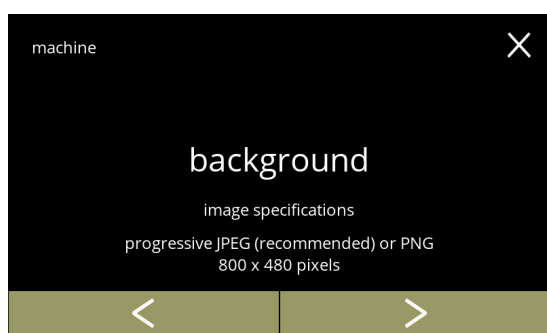 machine
background
image specifications
progressive JPEG (recommended) or PNG
800 x 480 pixels